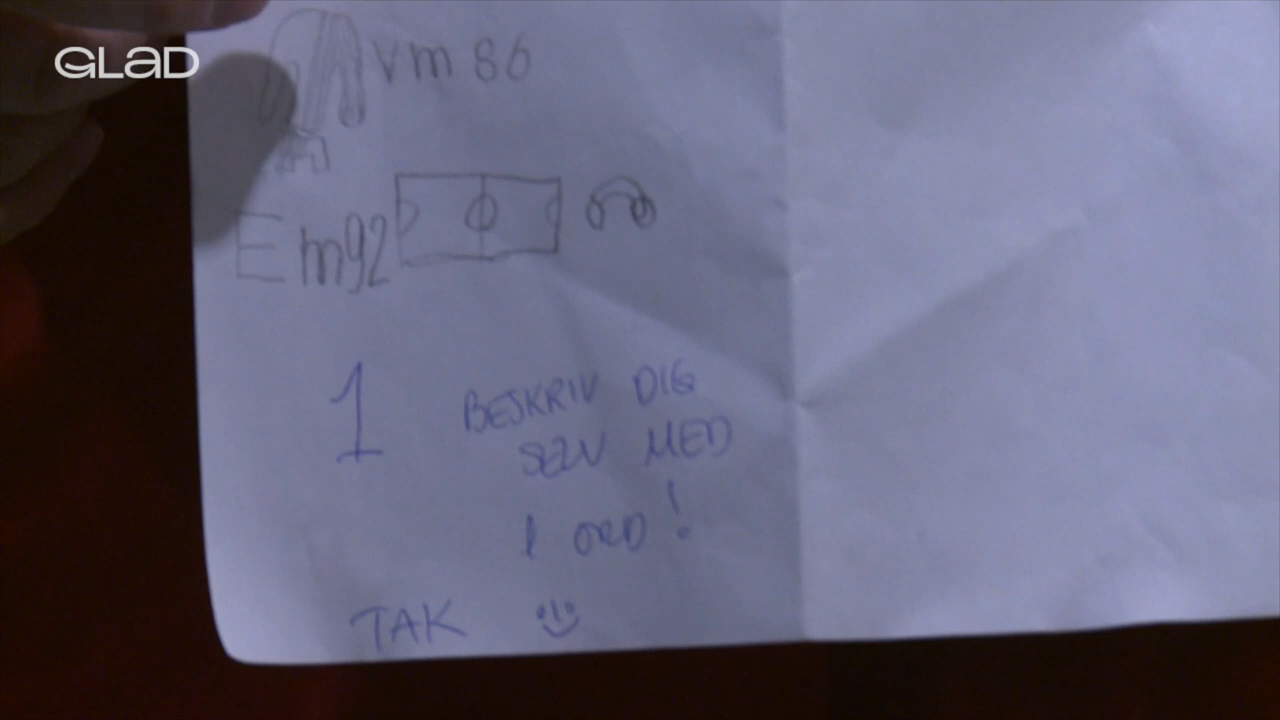 GLAD
Vm 86
Em92
1
BESKRIV DIG
SELV MED
1 ORD!
TAK